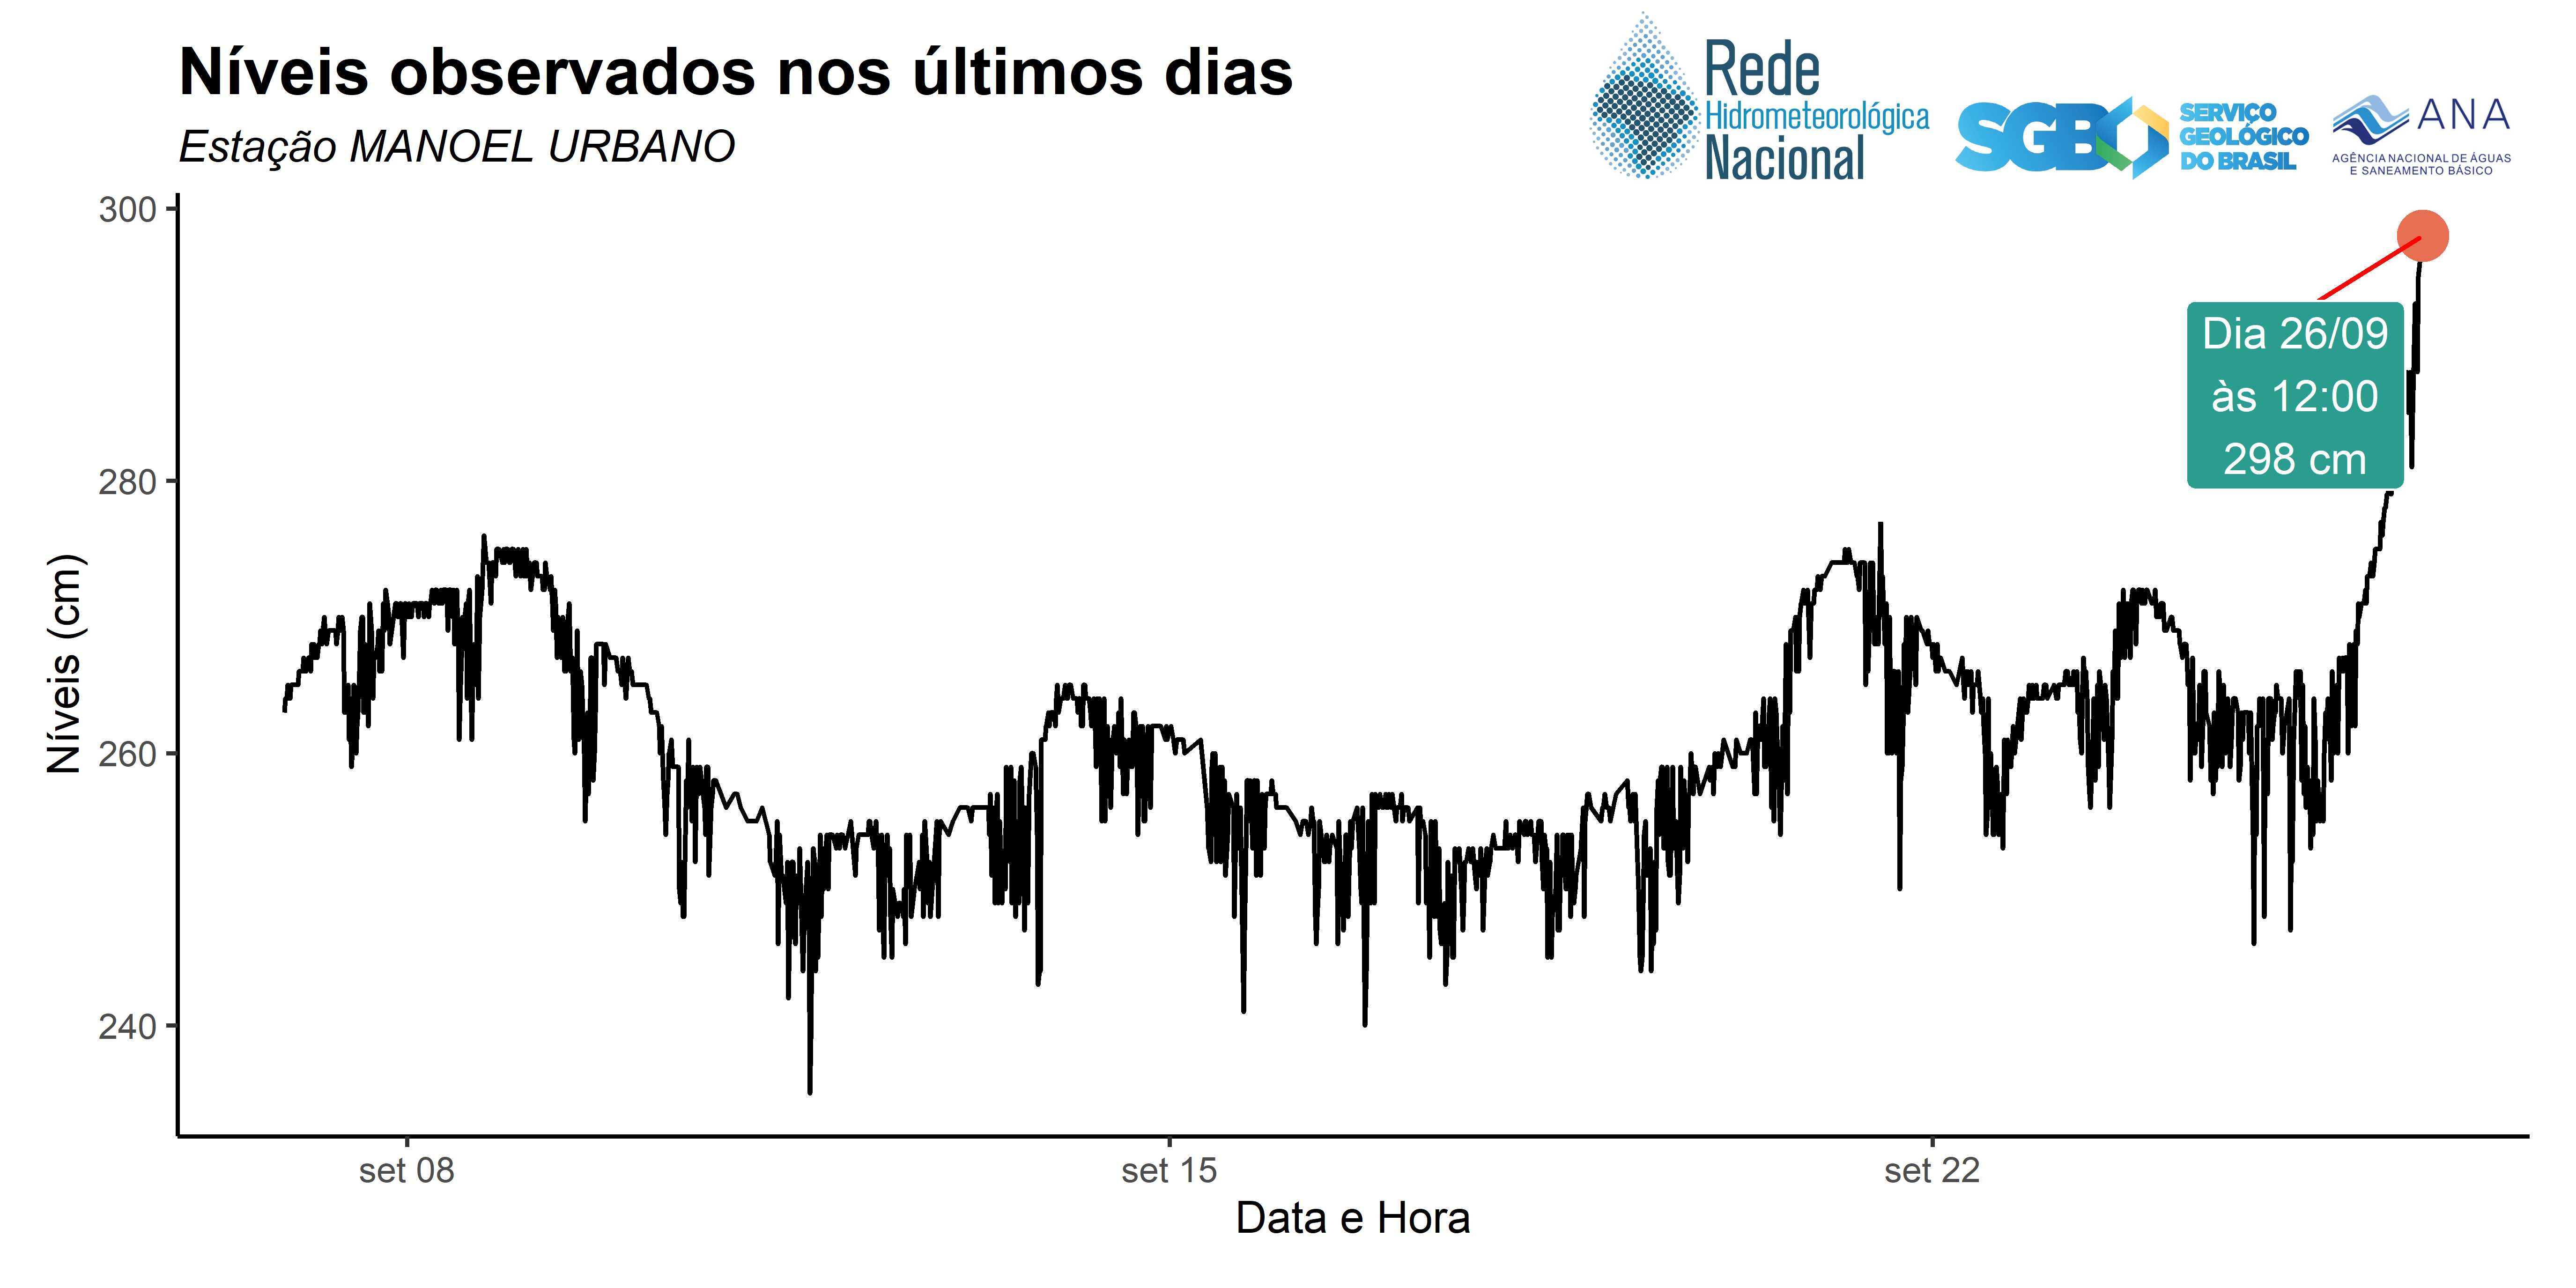 Níveis observados nos últimos dias
Estação MANOEL URBANO
Rede
Hidrometeorológica
Nacional
SGB
SERVIÇO
GEOLÓGICO
DO BRASIL
ANA
AGÊNCIA NACIONAL DE ÁGUAS
E SANEAMENTO BÁSICO
300
280
260
240
Níveis (cm)
Dia 26/09
às 12:00
298 cm
set 08
set 15
set 22
Data e Hora